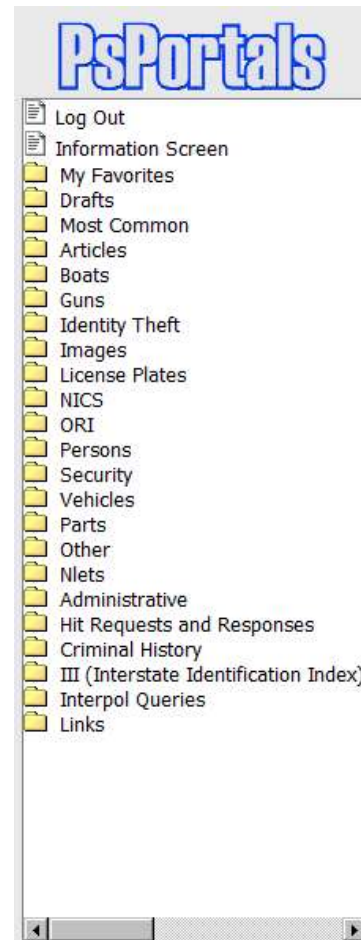 PsPortals
Log Out
Information Screen
My Favorites
Drafts
Most Common
Articles
Boats
Guns
Identity Theft
Images
License Plates
NICS
ORI
Persons
Security
Vehicles
Parts
Other
Nlets
Administrative
Hit Requests and Responses
Criminal History
III (Interstate Identification Index)
Interpol Queries
Links